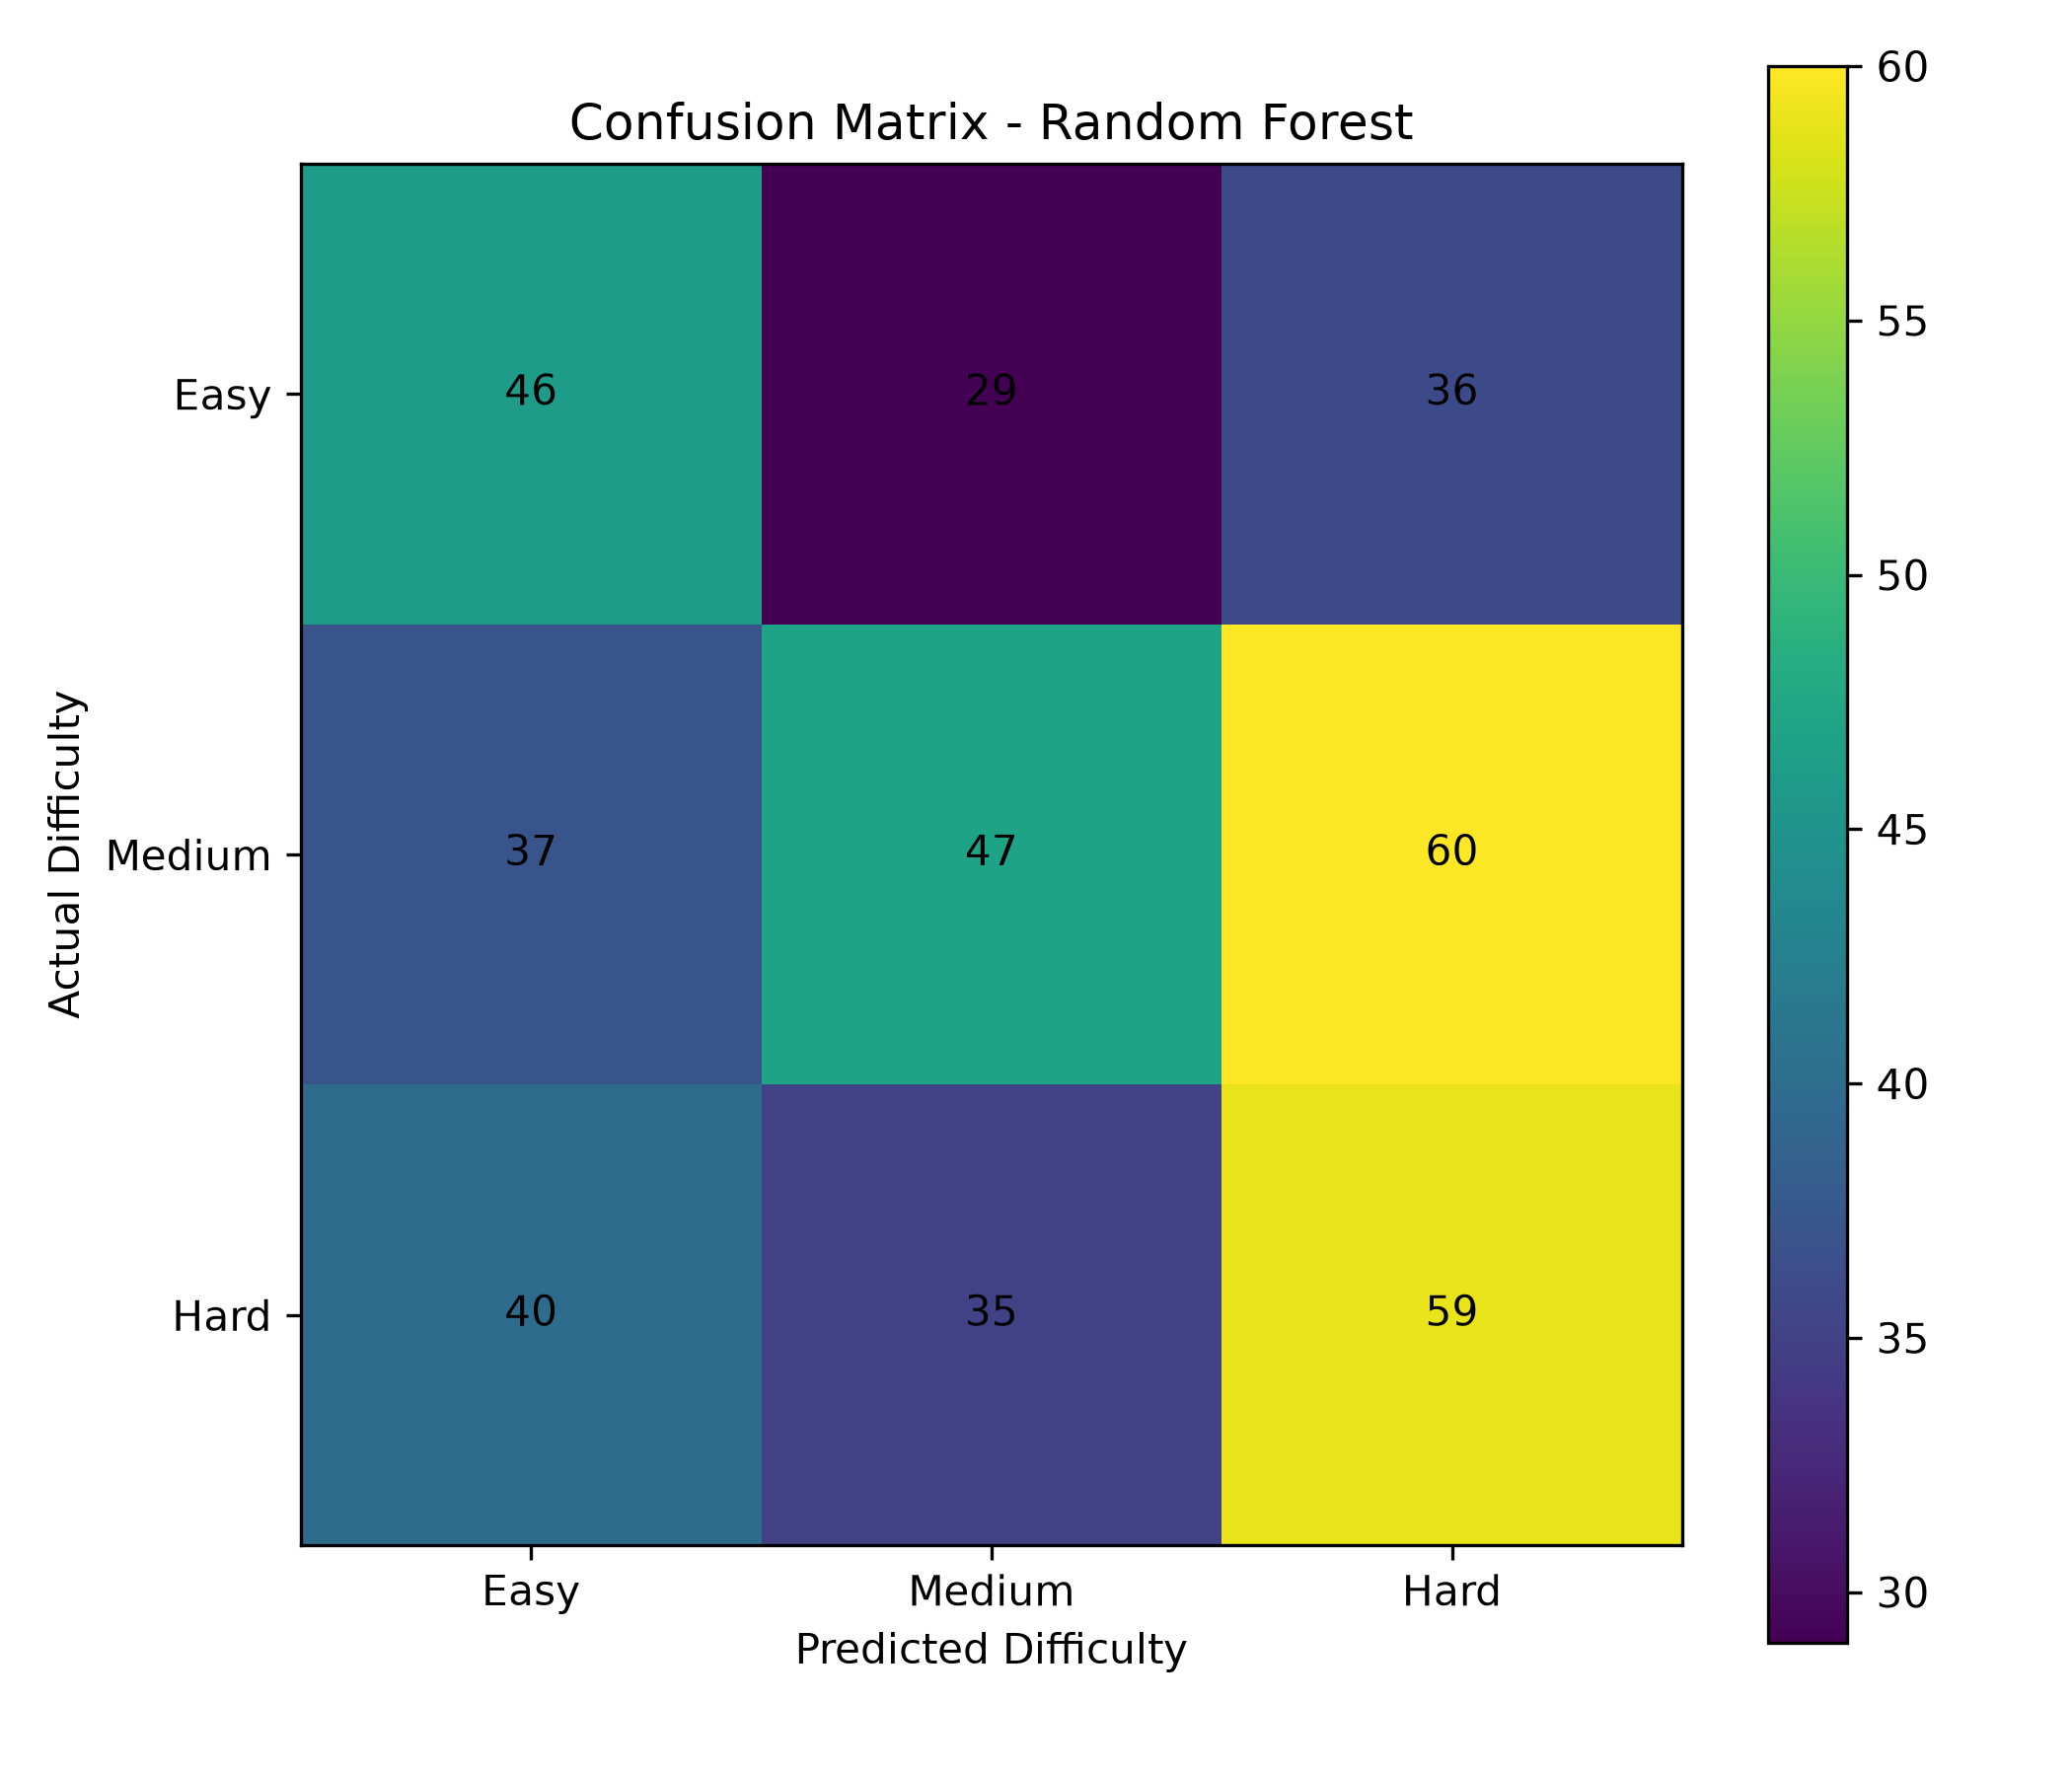 Confusion Matrix - Random Forest
Actual Difficulty
Easy
46 29 36
Medium
37 47 60
Hard
40 35 59
Easy Medium Hard
Predicted Difficulty
60
55
50
45
40
35
30